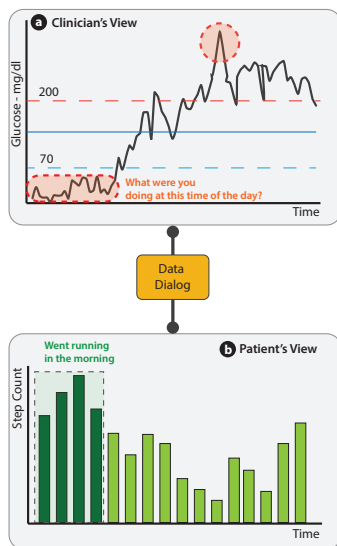 a Clinician's View
Glucose - mg/dl
200
70
What were you
doing at this time of the day?
Time
Data
Dialog
Went running
in the morning
b Patient's View
Step Count
Time